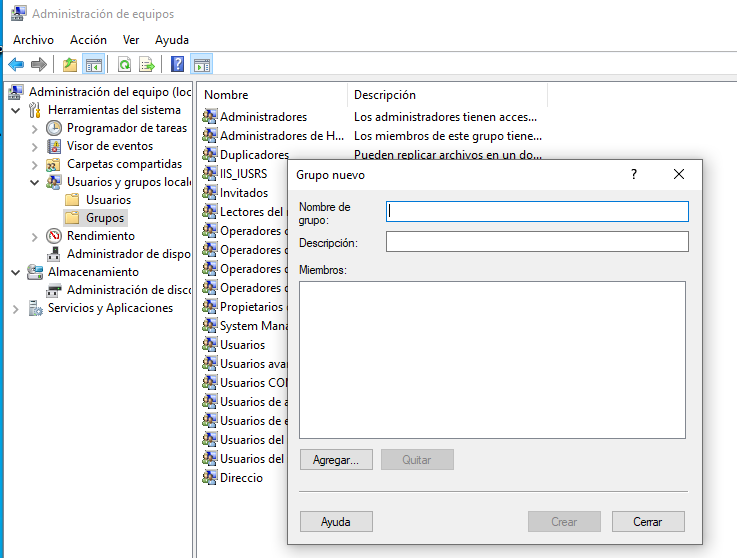 Administración de equipos
Archivo Acción Ver Ayuda
Administración del equipo (loc
Herramientas del sistema
Programador de tareas
Visor de eventos
Carpetas compartidas
Usuarios y grupos locale
Usuarios
Grupos
Rendimiento
Administrador de dispo
Almacenamiento
Administración de disco
Servicios y Aplicaciones
Nombre Descripción
Administradores Los administradores tienen acces...
Administradores de H... Los miembros de este grupo tiene...
Duplicadores Pueden replicar archivos en un do...
IIS_IUSRS
Invitados
Lectores del
Operadores
Operadores
Operadores
Operadores
Propietarios
System Mana
Usuarios
Usuarios avan
Usuarios COM
Usuarios de
Usuarios de
Usuarios del
Usuarios del
Direccio
Grupo nuevo ?
Nombre de
grupo:
Descripción:
Miembros:
Agregar... Quitar
Ayuda Crear Cerrar